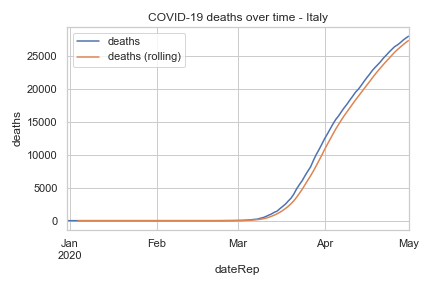 COVID-19 deaths over time - Italy
deaths
deaths (rolling)
25000
20000
15000
10000
5000
0
deaths
Jan Feb Mar Apr May
2020
dateRep